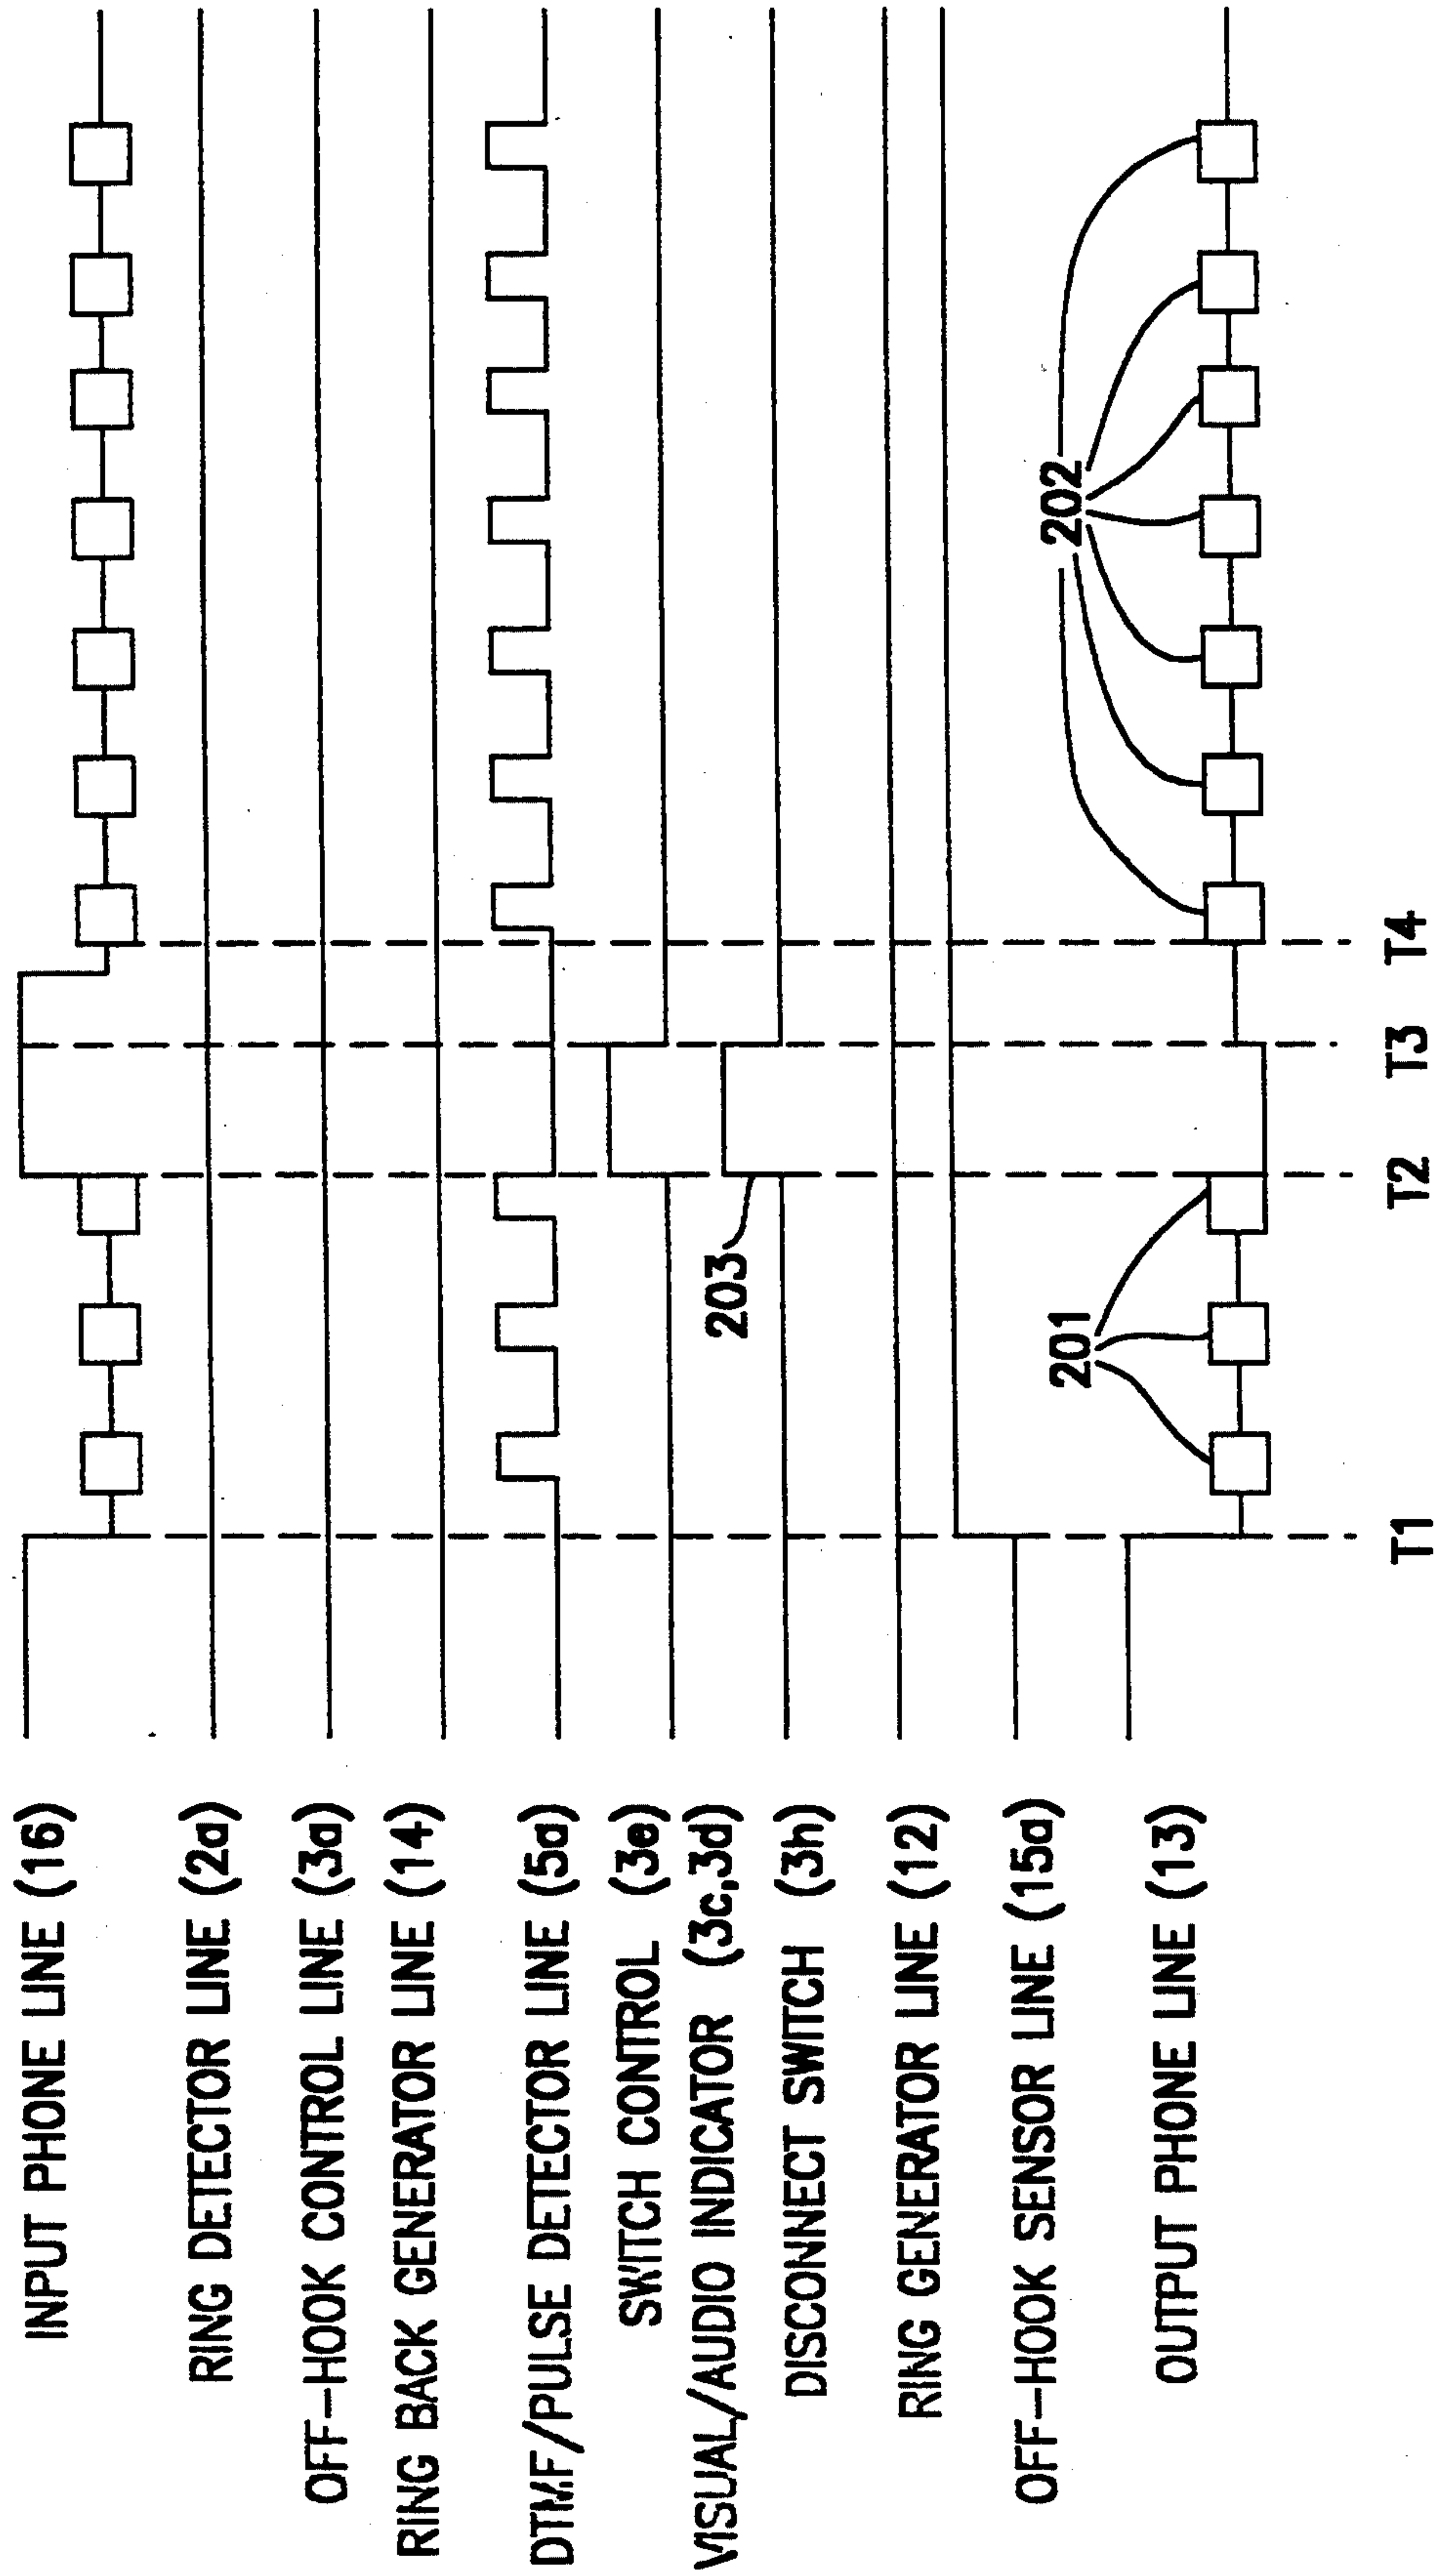 INPUT PHONE LINE (16)
RING DETECTOR LINE (2a)
OFF-HOOK CONTROL LINE (3a)
RING BACK GENERATOR LINE (14)
DTMF/PULSE DETECTOR LINE (5a)
SWITCH CONTROL (3e)
VISUAL/AUDIO INDICATOR (3c,3d)
203
DISCONNECT SWITCH (3h)
RING GENERATOR LINE (12)
OFF-HOOK SENSOR LINE (15a)
201
202
OUTPUT PHONE LINE (13)
T1 T2 T3 T4